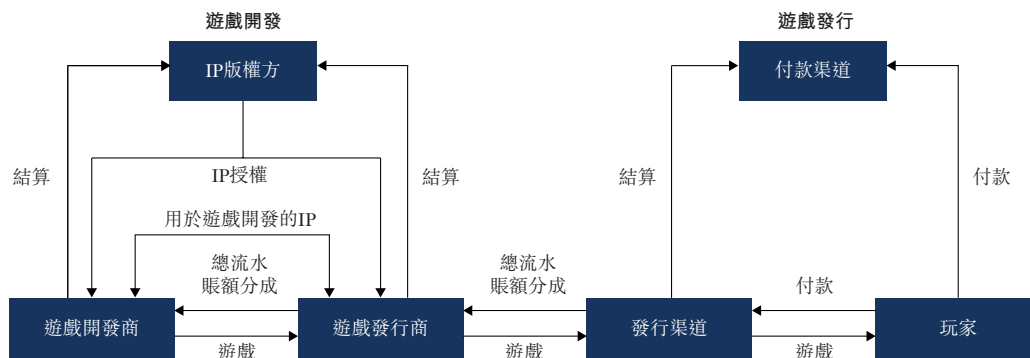 遊戲開發
遊戲發行
IP版權方
付款渠道
結算
IP授權
結算
結算
付款
用於遊戲開發的IP
總流水
賬額分成
總流水
賬額分成
付款
遊戲開發商
遊戲發行商
發行渠道
玩家
遊戲
遊戲
遊戲